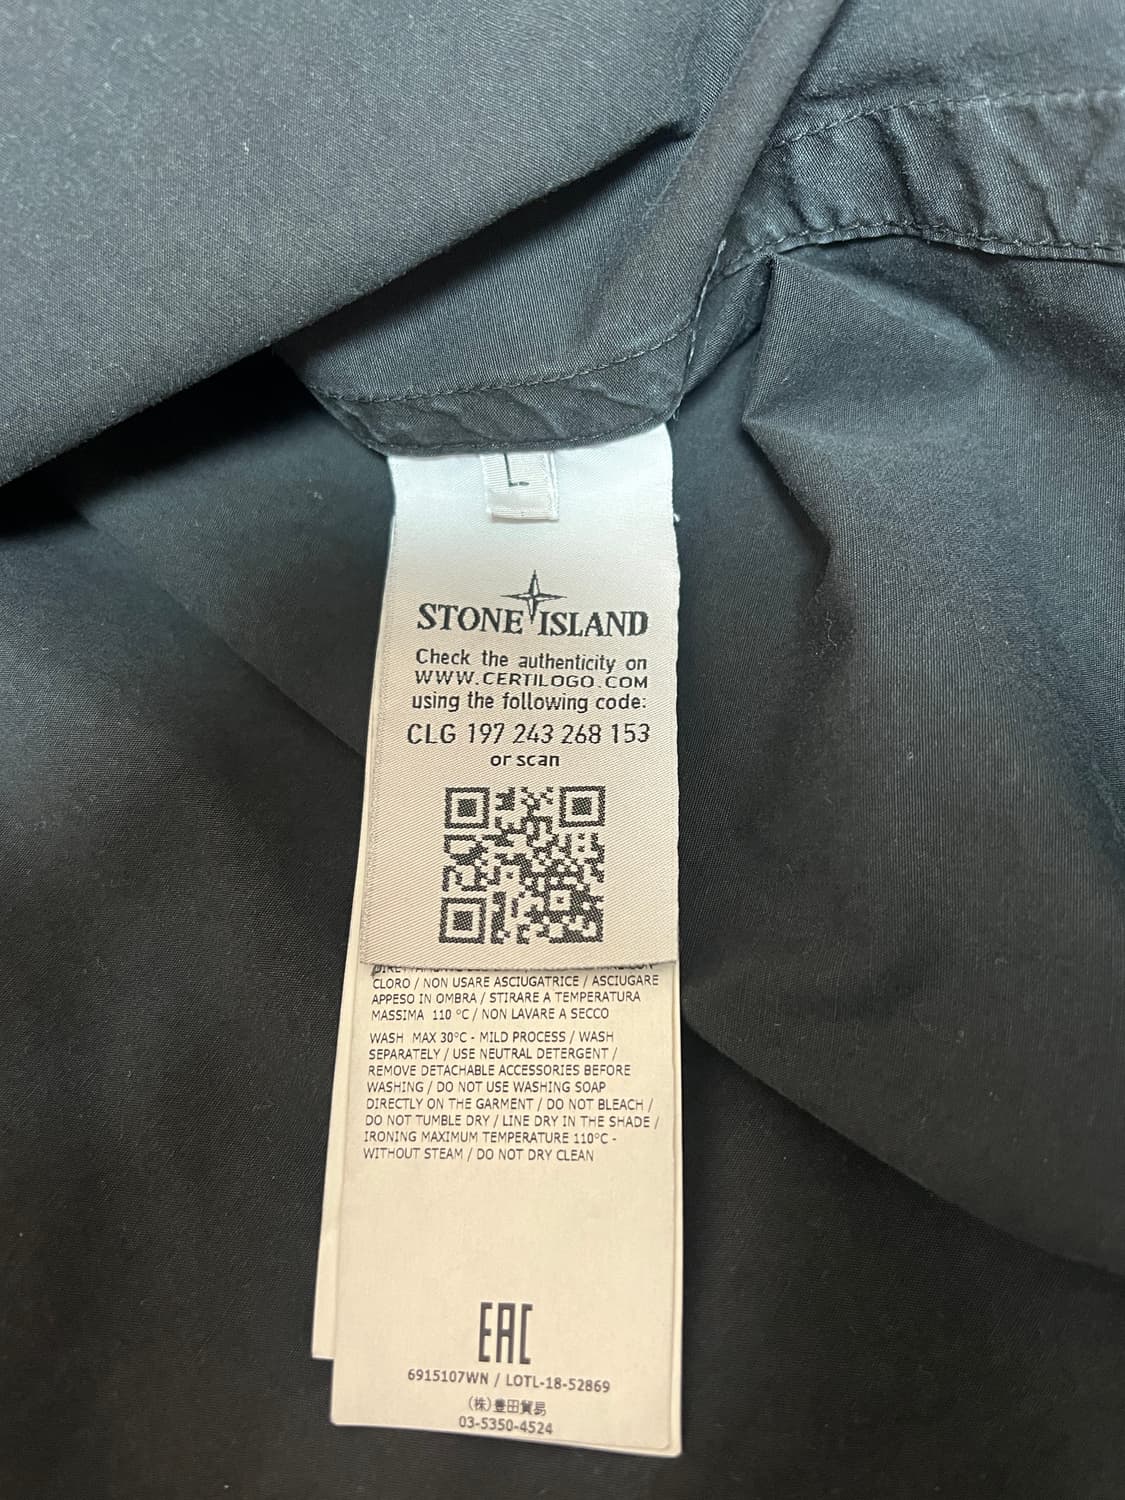 L
STONE ISLAND
Check the authenticity on
WWW.CERTILOGO.COM
using the following code:
CLG 197 243 268 153
or scan
CLORO / NON USARE ASCIUGATRICE / ASCIUGARE
APPESO IN OMBRA / STIRARE A TEMPERATURA
MASSIMA 110 °C / NON LAVARE A SECCO
WASH MAX 30°C - MILD PROCESS / WASH
SEPARATELY / USE NEUTRAL DETERGENT /
REMOVE DETACHABLE ACCESSORIES BEFORE
WASHING / DO NOT USE WASHING SOAP
DIRECTLY ON THE GARMENT / DO NOT BLEACH /
DO NOT TUMBLE DRY / LINE DRY IN THE SHADE /
IRONING MAXIMUM TEMPERATURE 110°C -
WITHOUT STEAM / DO NOT DRY CLEAN
EAC
6915107WN / LOTL-18-52869
(株)豊田貿易
03-5350-4524